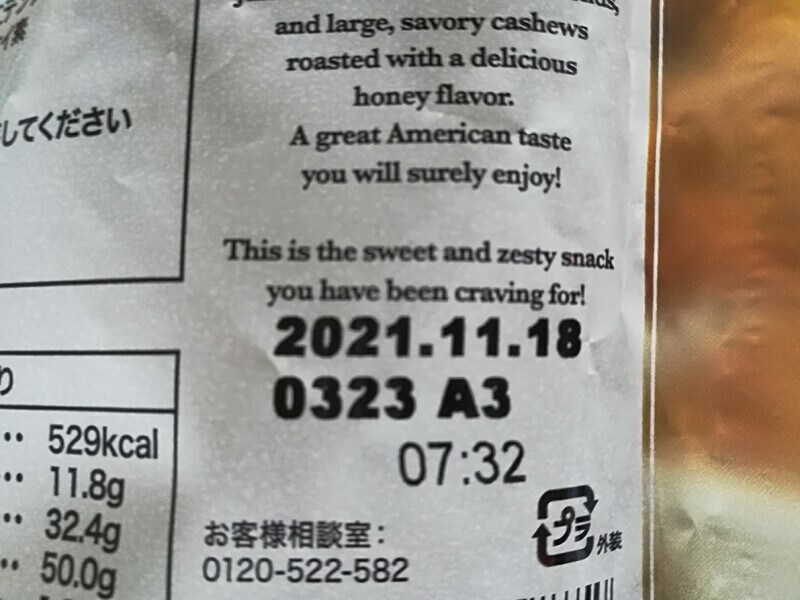 and large, savory cashews
roasted with a delicious
honey flavor.
A great American taste
you will surely enjoy!
This is the sweet and zesty snack
you have been craving for!
2021.11.18
0323 A3
07:32
お客様相談室：
0120-522-582
プラ
外装
してください
529kcal
11.8g
32.4g
50.0g